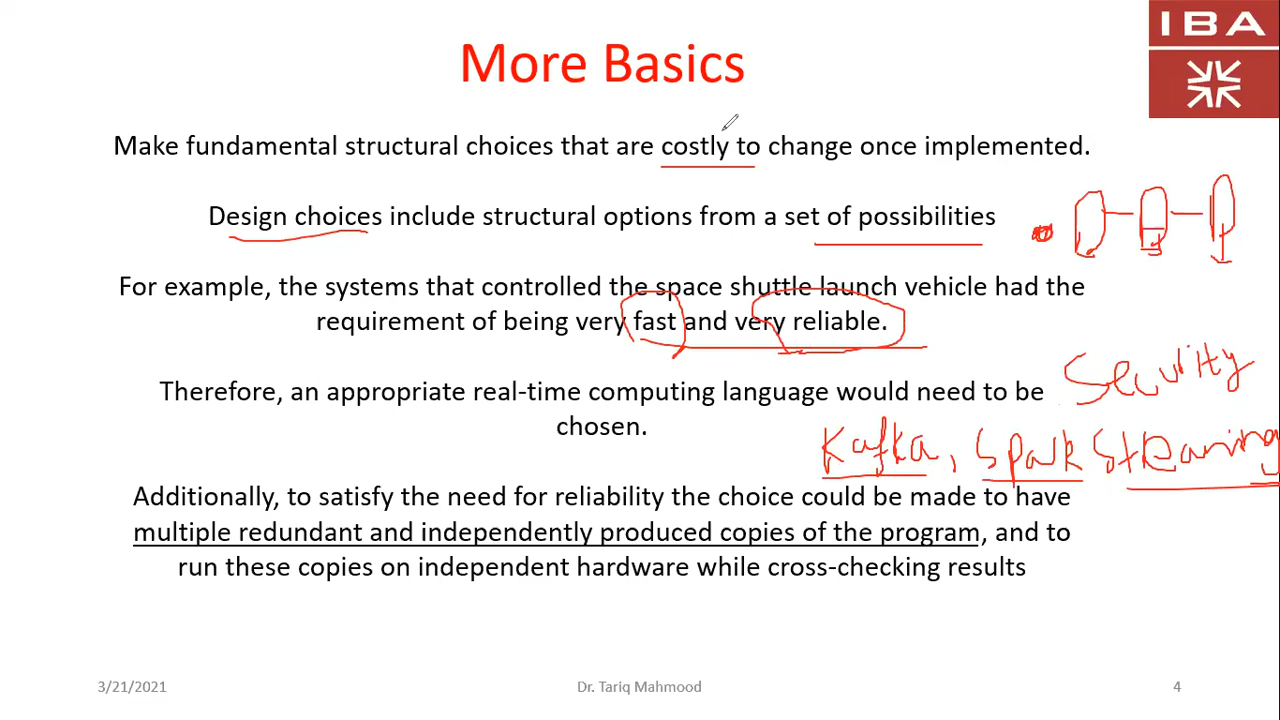 IBA
More Basics
Make fundamental structural choices that are costly to change once implemented.
Design choices include structural options from a set of possibilities
For example, the systems that controlled the space shuttle launch vehicle had the
requirement of being very fast and very reliable.
Security
Therefore, an appropriate real-time computing language would need to be
chosen.
Kafka, Spark Streaming
Additionally, to satisfy the need for reliability the choice could be made to have
multiple redundant and independently produced copies of the program, and to
run these copies on independent hardware while cross-checking results
3/21/2021
Dr. Tariq Mahmood
4